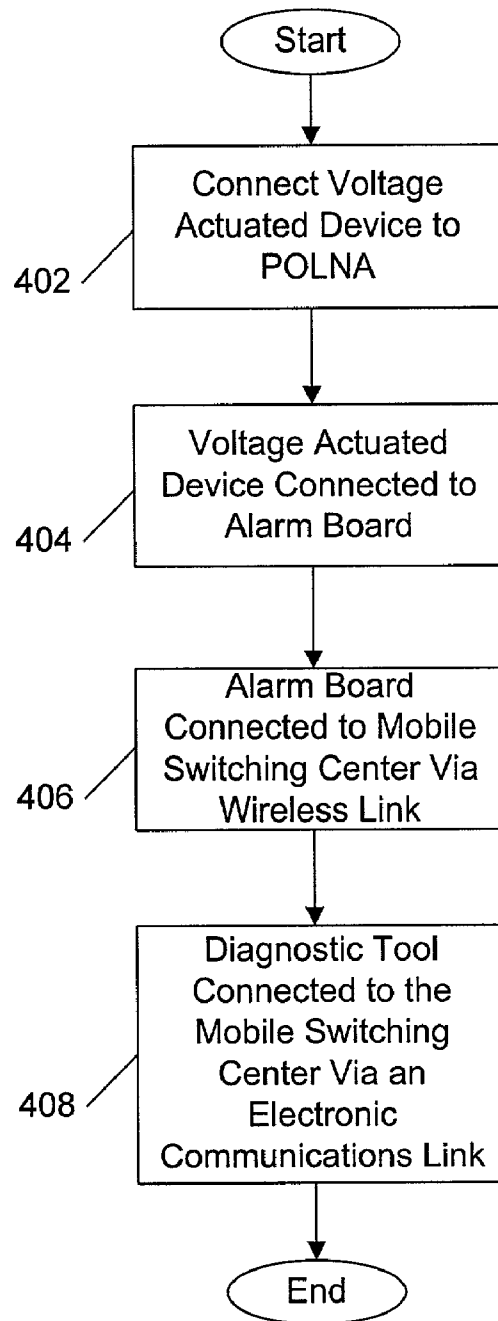 Start
Connect Voltage
Actuated Device to
POLNA
402
Voltage Actuated
Device Connected to
Alarm Board
404
Alarm Board
Connected to Mobile
Switching Center Via
Wireless Link
406
Diagnostic Tool
Connected to the
Mobile Switching
Center Via an
Electronic
Communications Link
408
End